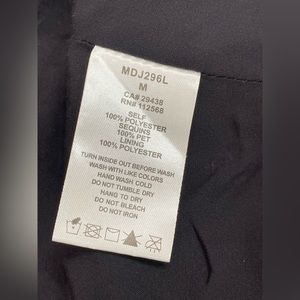 MDJ296L
M
CA# 29438
RN# 112568
SELF
100% POLYESTER
SEQUINS
100% PET
LINING
100% POLYESTER
TURN INSIDE OUT BEFORE WASH
WASH WITH LIKE COLORS
HAND WASH COLD
DO NOT TUMBLE DRY
HANG TO DRY
DO NOT BLEACH
DO NOT IRON